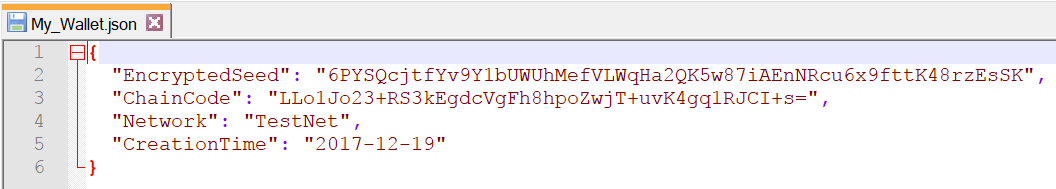 My_Wallet.json
1 {
2 "EncryptedSeed": "6PYSQcjtfYv9Y1bUWUhMefVLWqHa2QK5w87iAEnNRcu6x9fttK48rzEsSK",
3 "ChainCode": "LLo1Jo23+RS3kEgdcVgFh8hpoZwjT+uvK4gq1RJCI+s=",
4 "Network": "TestNet",
5 "CreationTime": "2017-12-19"
6 }